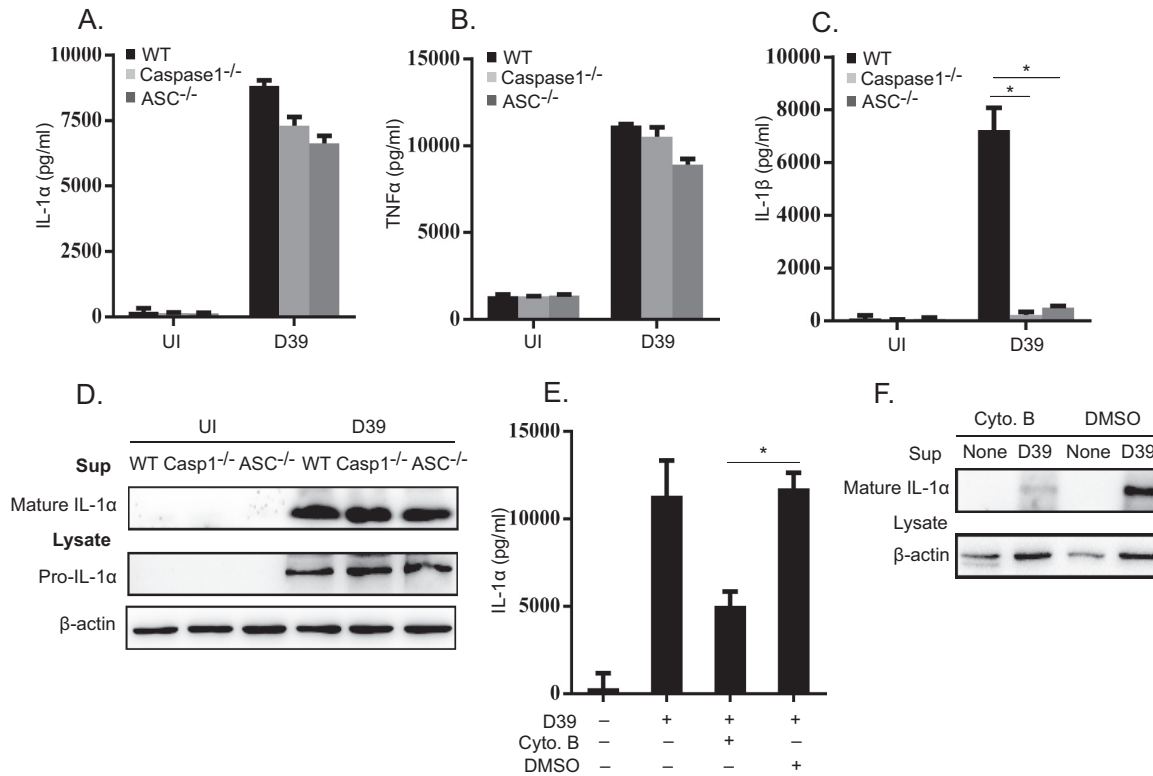 A.
10000
7500
5000
2500
0
IL-1α (pg/ml)
WT
Caspase1-/-
ASC-/-
UI
D39
B.
15000
10000
5000
0
TNFα (pg/ml)
WT
Caspase1-/-
ASC-/-
UI
D39
C.
10000
8000
6000
4000
2000
0
IL-1β (pg/ml)
WT
Caspase1-/-
ASC-/-
*
*
UI
D39
D.
UI D39
Sup WT Casp1-/- ASC-/- WT Casp1-/- ASC-/-
Mature IL-1α
Lysate
Pro-IL-1α
β-actin
E.
15000
10000
5000
0
IL-1α (pg/ml)
*
D39 – + + +
Cyto. B – – + –
DMSO – – – +
F.
Cyto. B DMSO
Sup None D39 None D39
Mature IL-1α
Lysate
β-actin